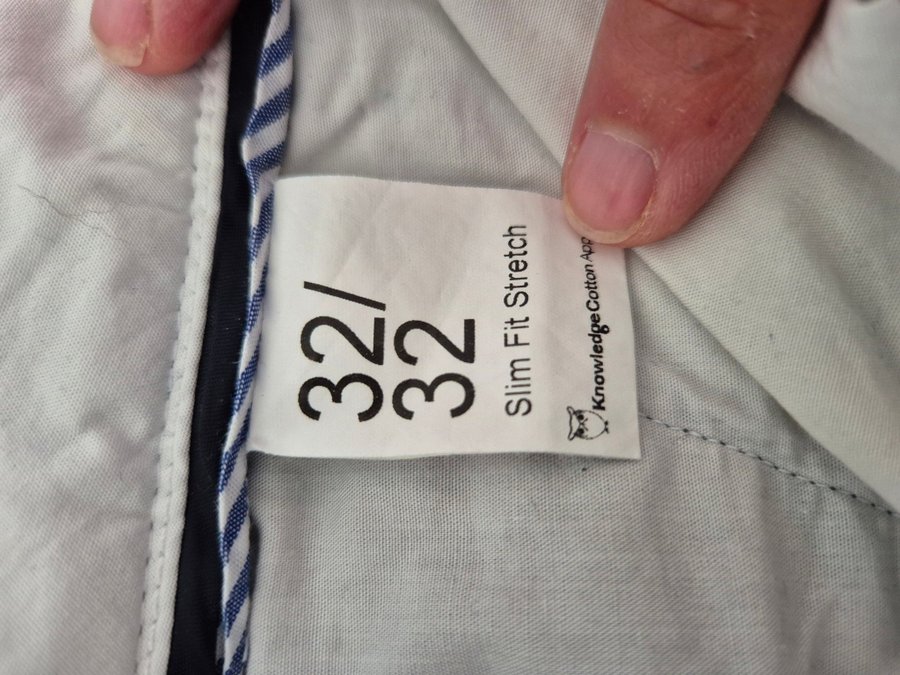 32/
32
Slim Fit Stretch
KnowledgeCotton